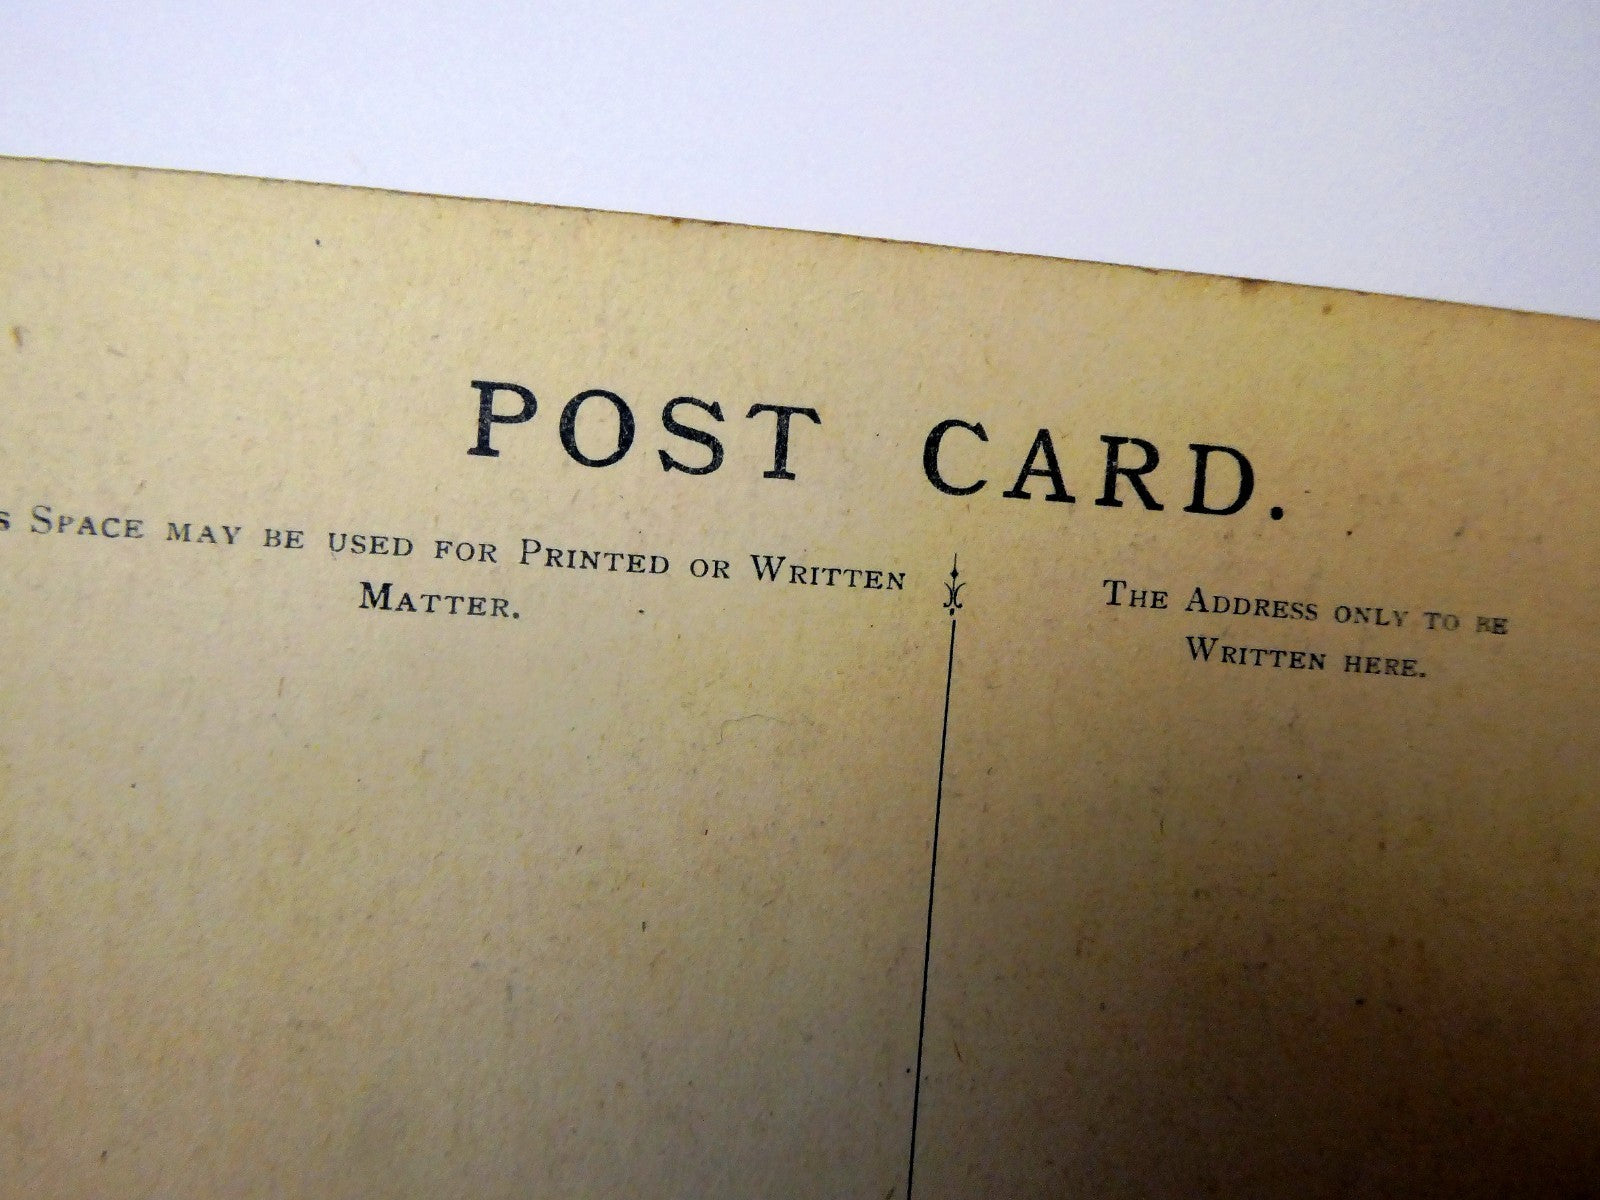 POST CARD.
s SPACE MAY BE USED FOR PRINTED OR WRITTEN
MATTER.
THE ADDRESS ONLY TO BE
WRITTEN HERE.